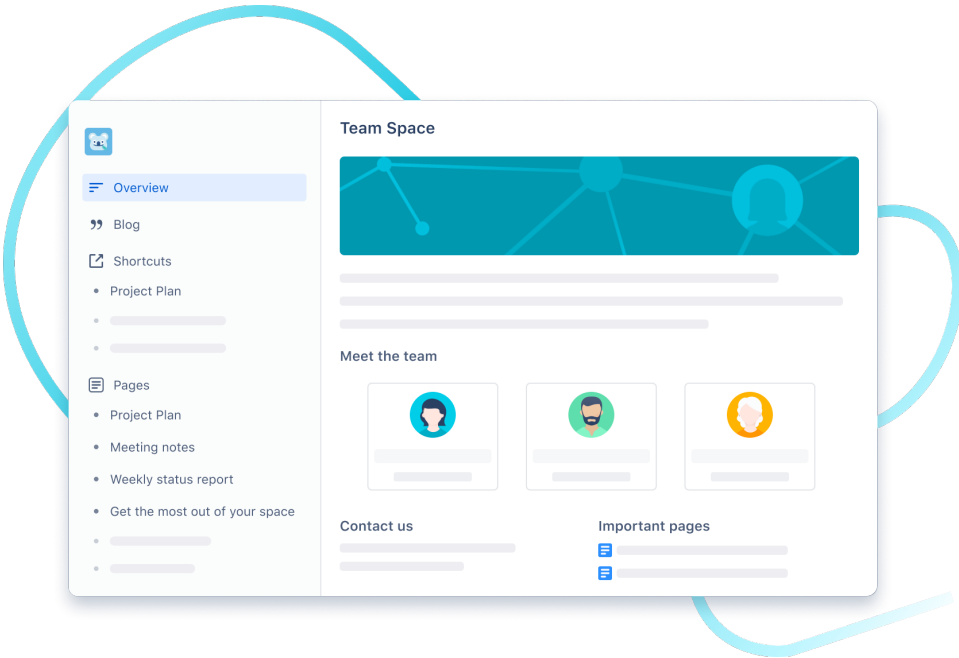 Overview
Blog
Shortcuts
Project Plan
Pages
Project Plan
Meeting notes
Weekly status report
Get the most out of your space
Team Space
Meet the team
Contact us
Important pages